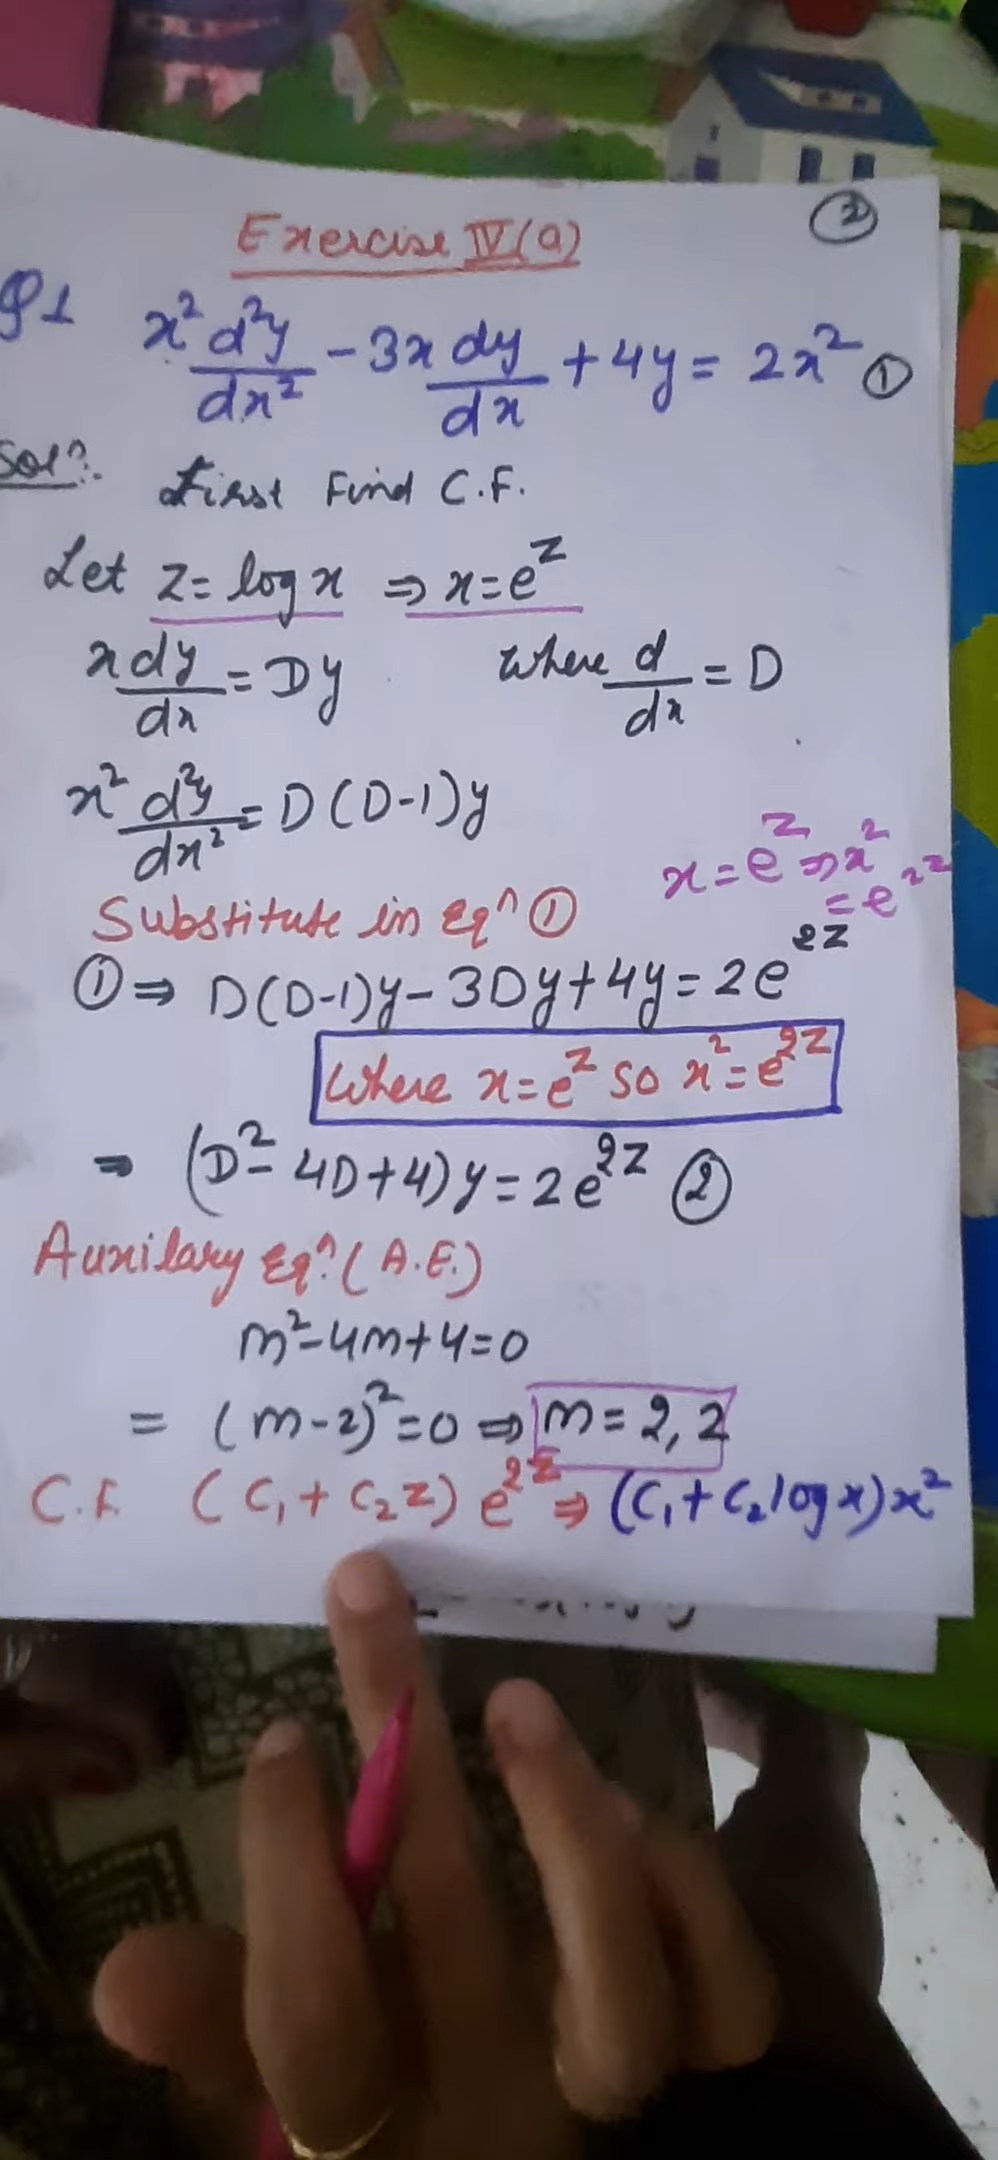 Exercise IV(a)
②
Q1 x² d²y/dx² - 3x dy/dx + 4y = 2x² ①
Solⁿ. First Find C.F.
Let z = log x ⇒ x = e^z
x dy/dx = Dy where d/dx = D
x² d²y/dx² = D(D-1)y
x = e^z ⇒ x²
= e^2z
Substitute in Eqⁿ ①
① ⇒ D(D-1)y - 3Dy + 4y = 2e^2z
Where x = e^z so x² = e^2z
⇒ (D² - 4D + 4)y = 2e^2z ②
Auxilary Eqⁿ. (A.E.)
m² - 4m + 4 = 0
= (m-2)² = 0 ⇒ m = 2, 2
C.F. (C₁ + C₂z) e^2z ⇒ (C₁ + C₂ log x) x²